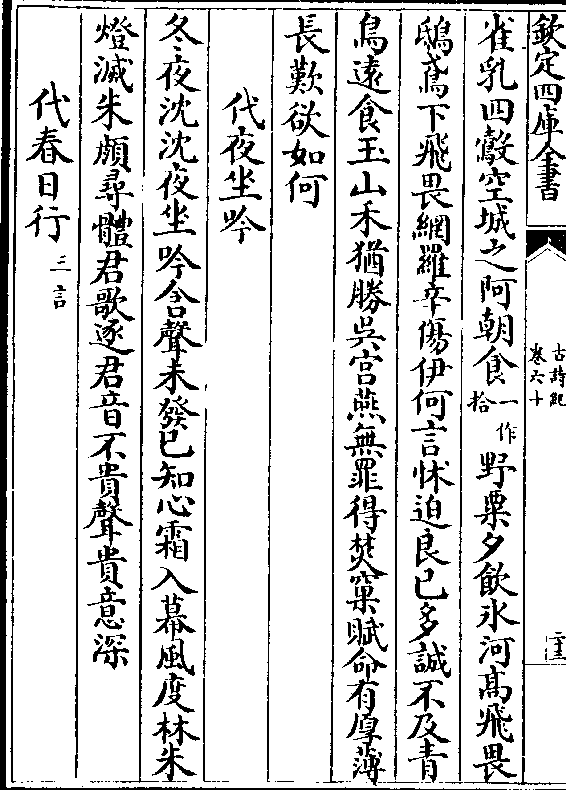 欽定四庫全書
古詩紀
卷六十
雀乳四鷇空城之阿朝食一作拾野粟夕飲氷河髙飛畏
鴟鳶下飛畏網羅辛傷伊何言怵迫良已多誠不及青
鳥逺食玉山禾猶勝吳宫燕無罪得焚窠賦命有厚薄
長歎欲如何
代夜坐吟
冬夜沈沈夜坐吟含聲未發已知心霜入幕風度林朱
燈滅朱顔尋體君歌逐君音不貴聲貴意深
代春日行三言